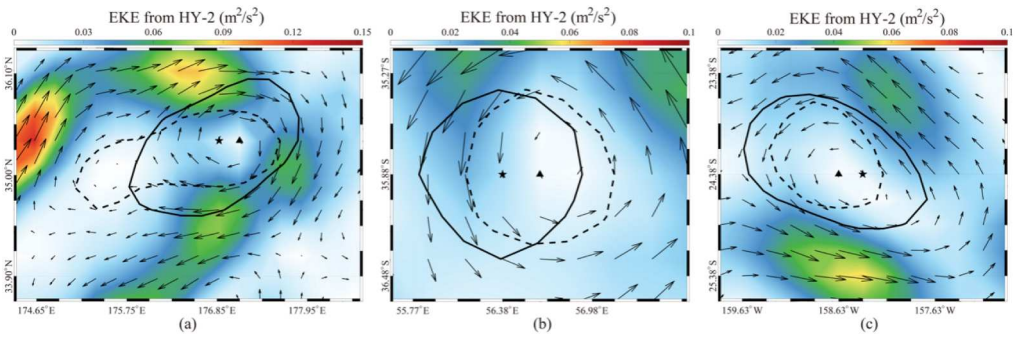 EKE from HY-2 (m²/s²)
0 0.03 0.06 0.09 0.12 0.15
36.10°N
35.00°N
33.90°N
174.65°E 175.75°E 176.85°E 177.95°E
(a)
EKE from HY-2 (m²/s²)
0 0.02 0.04 0.06 0.08 0.1
35.27°S
35.88°S
36.48°S
55.77°E 56.38°E 56.98°E
(b)
EKE from HY-2 (m²/s²)
0 0.02 0.04 0.06 0.08 0.1
23.38°S
24.38°S
25.38°S
159.63°W 158.63°W 157.63°W
(c)